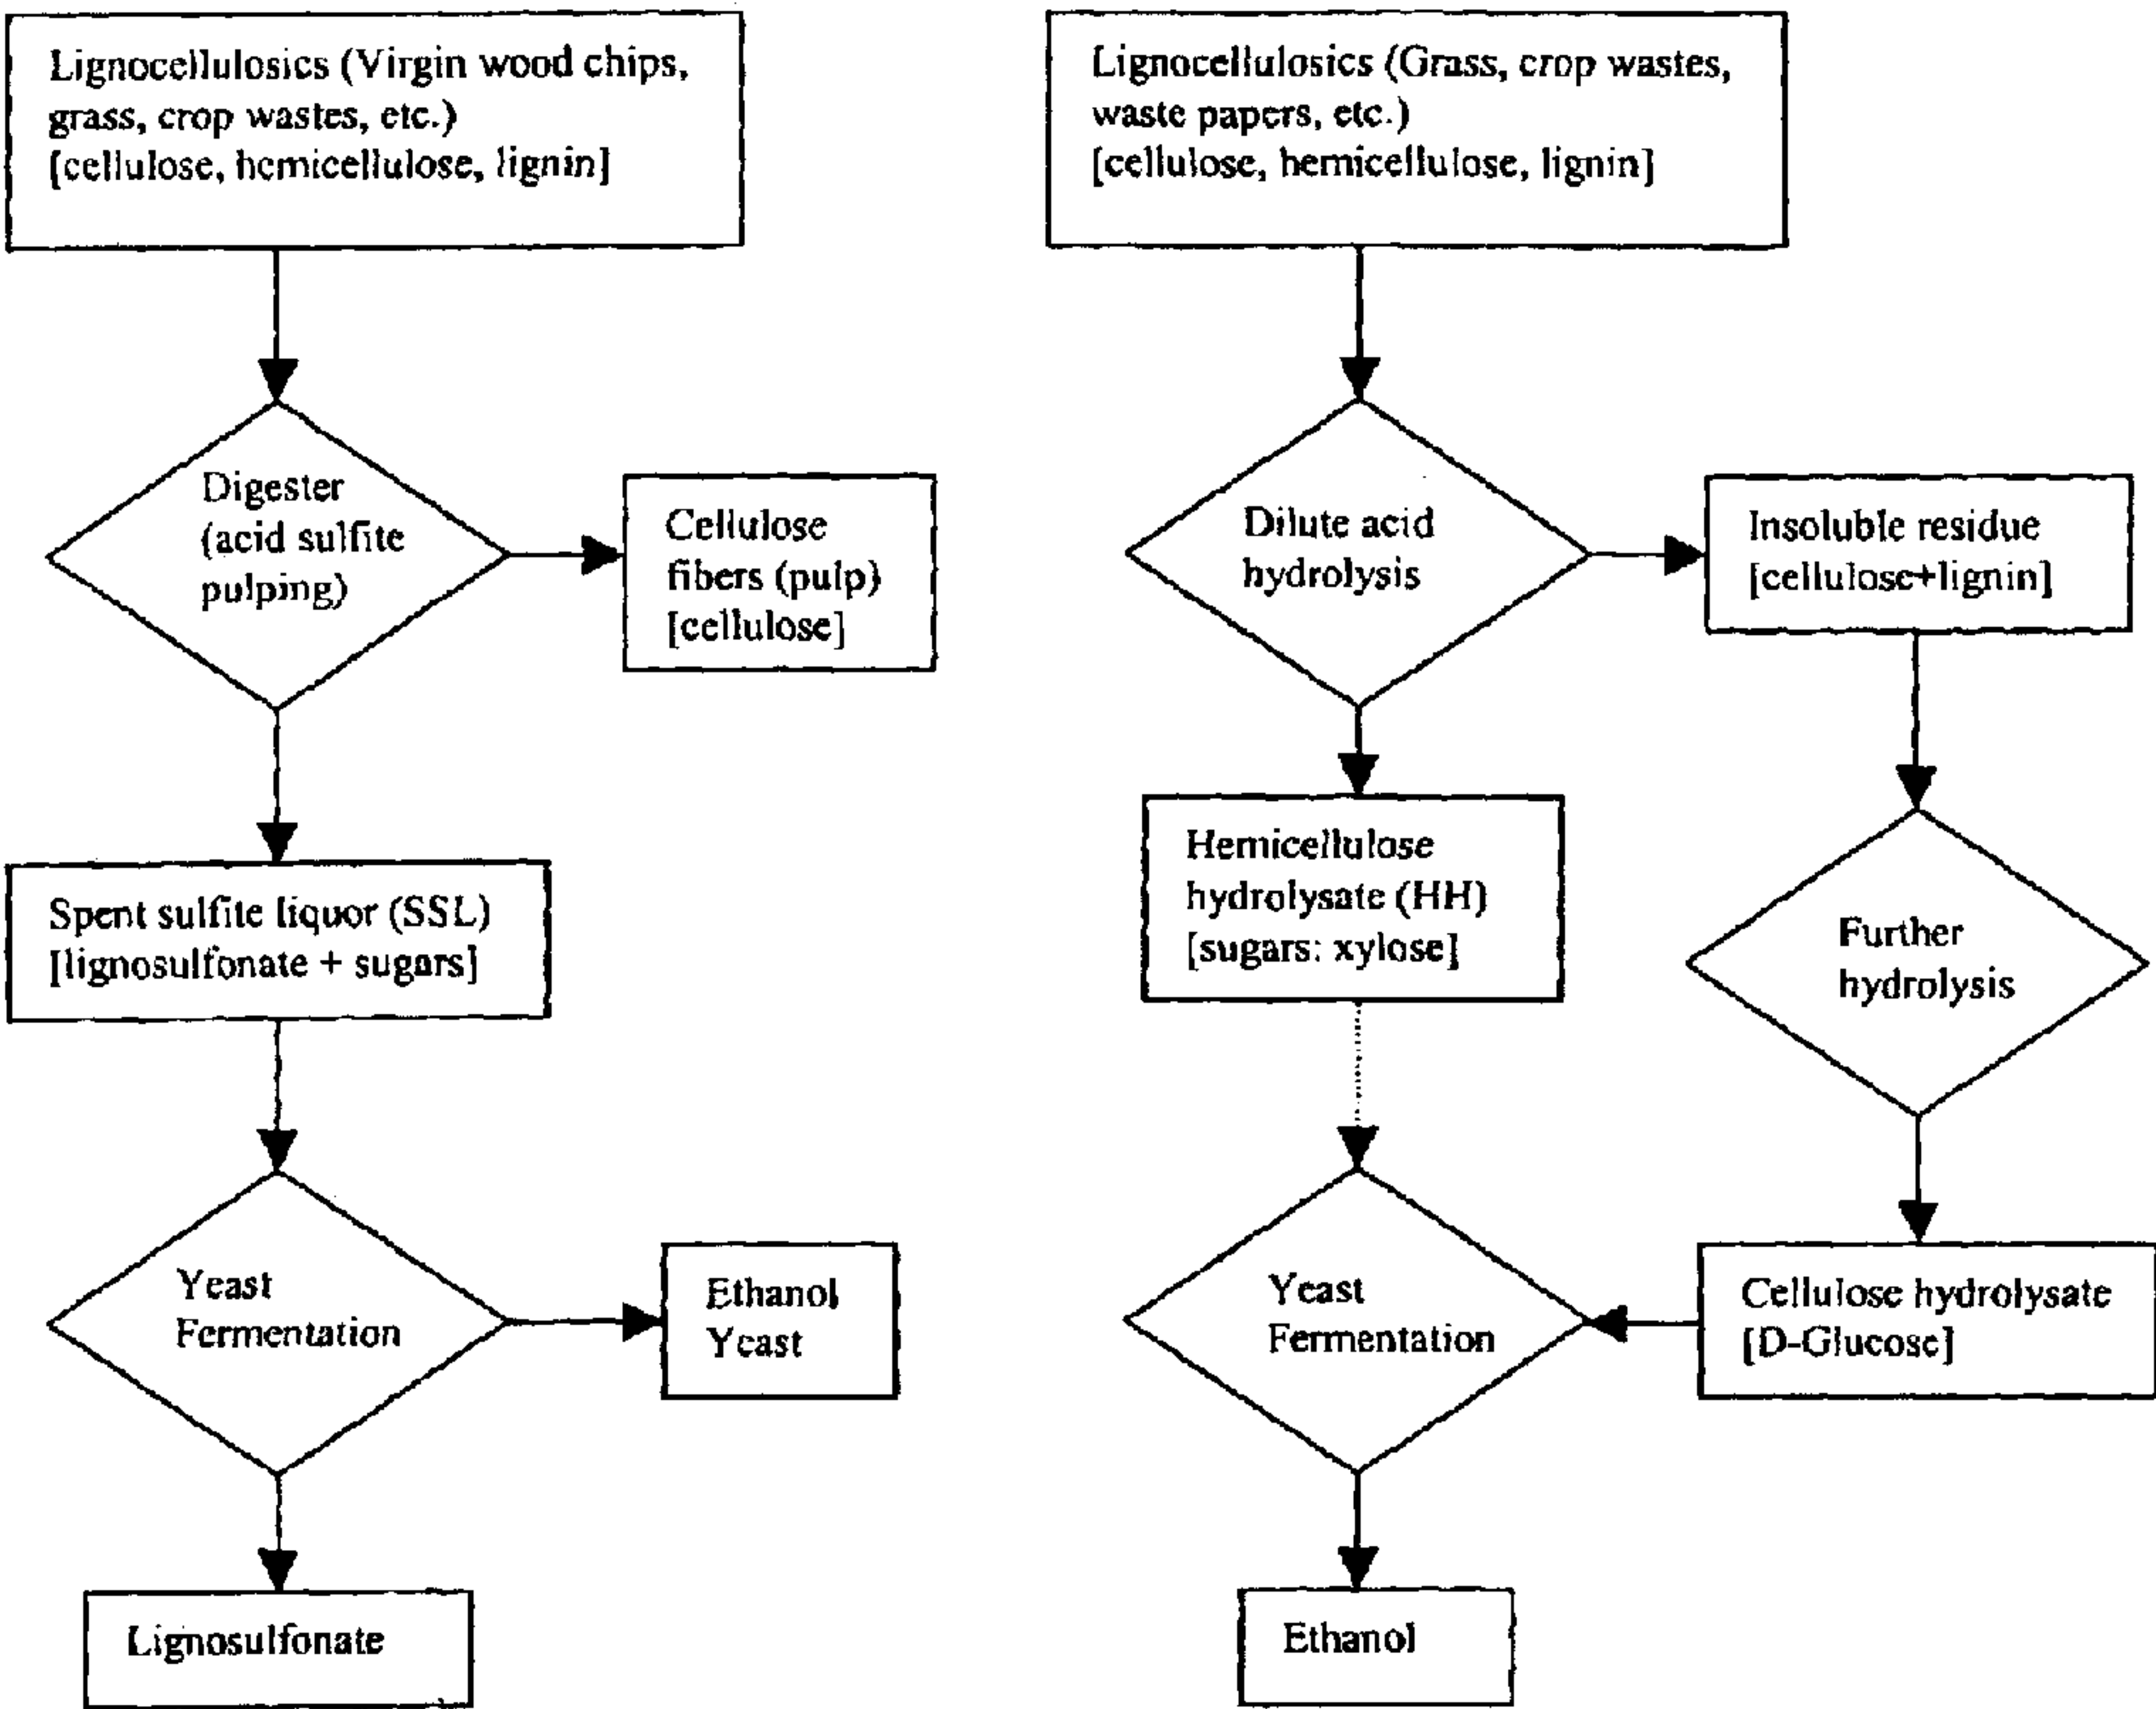 Lignocellulosics (Virgin wood chips,
grass, crop wastes, etc.)
[cellulose, hemicellulose, lignin]
Digester
(acid sulfite
pulping)
Cellulose
fibers (pulp)
[cellulose]
Spent sulfite liquor (SSL)
[lignosulfonate + sugars]
Yeast
Fermentation
Ethanol
Yeast
Lignosulfonate
Lignocellulosics (Grass, crop wastes,
waste papers, etc.)
[cellulose, hemicellulose, lignin]
Dilute acid
hydrolysis
Insoluble residue
[cellulose+lignin]
Hemicellulose
hydrolysate (HH)
[sugars: xylose]
Further
hydrolysis
Yeast
Fermentation
Cellulose hydrolysate
[D-Glucose]
Ethanol